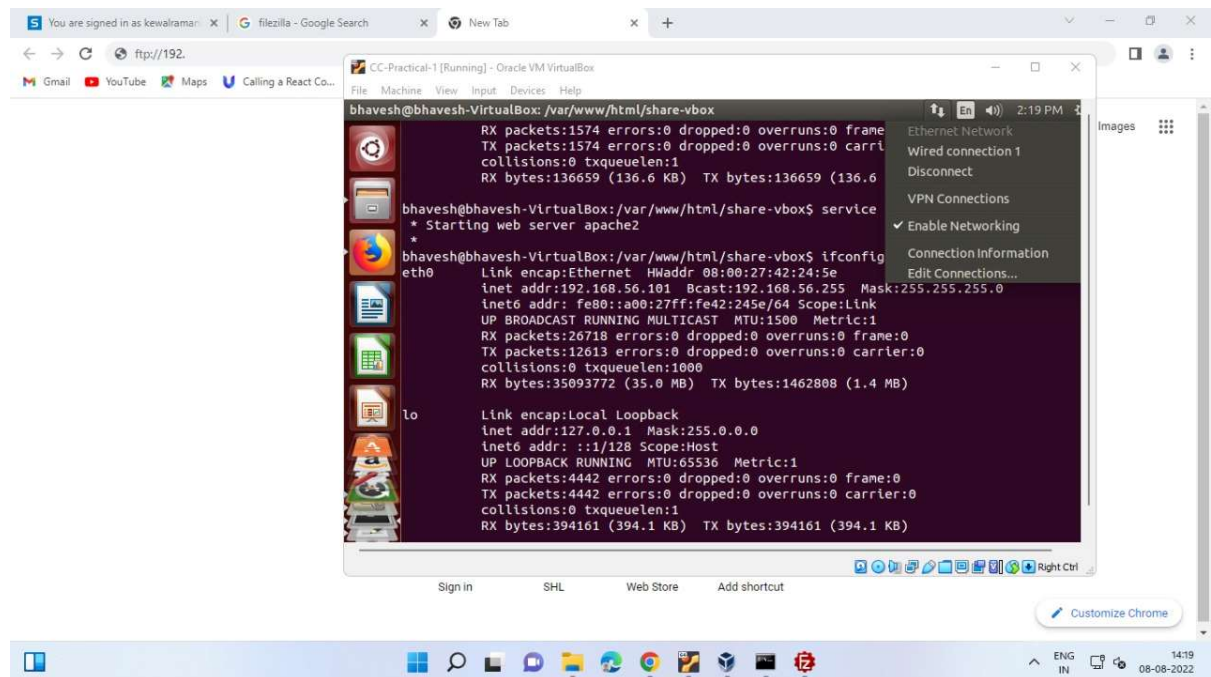 You are signed in as kewalraman
filezilla - Google Search
New Tab
ftp://192.
Gmail YouTube Maps Calling a React Co...
Images
CC-Practical-1 [Running] - Oracle VM VirtualBox
File Machine View Input Devices Help
bhavesh@bhavesh-VirtualBox: /var/www/html/share-vbox
En 2:19 PM
RX packets:1574 errors:0 dropped:0 overruns:0 frame
TX packets:1574 errors:0 dropped:0 overruns:0 carri
collisions:0 txqueuelen:1
RX bytes:136659 (136.6 KB) TX bytes:136659 (136.6
bhavesh@bhavesh-VirtualBox:/var/www/html/share-vbox$ service
* Starting web server apache2
*
bhavesh@bhavesh-VirtualBox:/var/www/html/share-vbox$ ifconfig
eth0 Link encap:Ethernet HWaddr 08:00:27:42:24:5e
inet addr:192.168.56.101 Bcast:192.168.56.255 Mask:255.255.255.0
inet6 addr: fe80::a00:27ff:fe42:245e/64 Scope:Link
UP BROADCAST RUNNING MULTICAST MTU:1500 Metric:1
RX packets:26718 errors:0 dropped:0 overruns:0 frame:0
TX packets:12613 errors:0 dropped:0 overruns:0 carrier:0
collisions:0 txqueuelen:1000
RX bytes:35093772 (35.0 MB) TX bytes:1462808 (1.4 MB)
lo Link encap:Local Loopback
inet addr:127.0.0.1 Mask:255.0.0.0
inet6 addr: ::1/128 Scope:Host
UP LOOPBACK RUNNING MTU:65536 Metric:1
RX packets:4442 errors:0 dropped:0 overruns:0 frame:0
TX packets:4442 errors:0 dropped:0 overruns:0 carrier:0
collisions:0 txqueuelen:1
RX bytes:394161 (394.1 KB) TX bytes:394161 (394.1 KB)
Ethernet Network
Wired connection 1
Disconnect
VPN Connections
Enable Networking
Connection Information
Edit Connections...
Right Ctrl
Sign in SHL Web Store Add shortcut
Customize Chrome
ENG
IN
14:19
08-08-2022